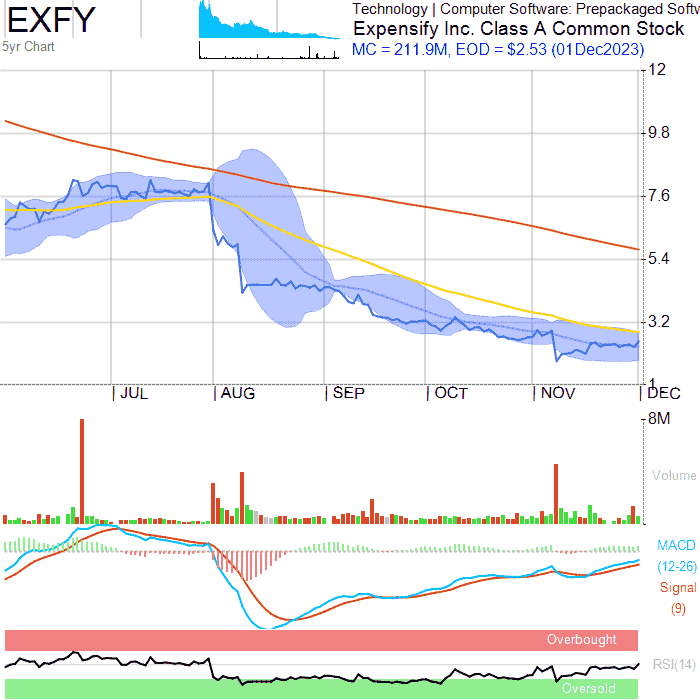 EXFY
5yr Chart
Technology | Computer Software: Prepackaged Softw
Expensify Inc. Class A Common Stock
MC = 211.9M, EOD = $2.53 (01Dec2023)
12
9.8
7.6
5.4
3.2
1
JUL AUG SEP OCT NOV DEC
8M
Volume
MACD
(12-26)
Signal
(9)
Overbought
RSI(14)
Oversold